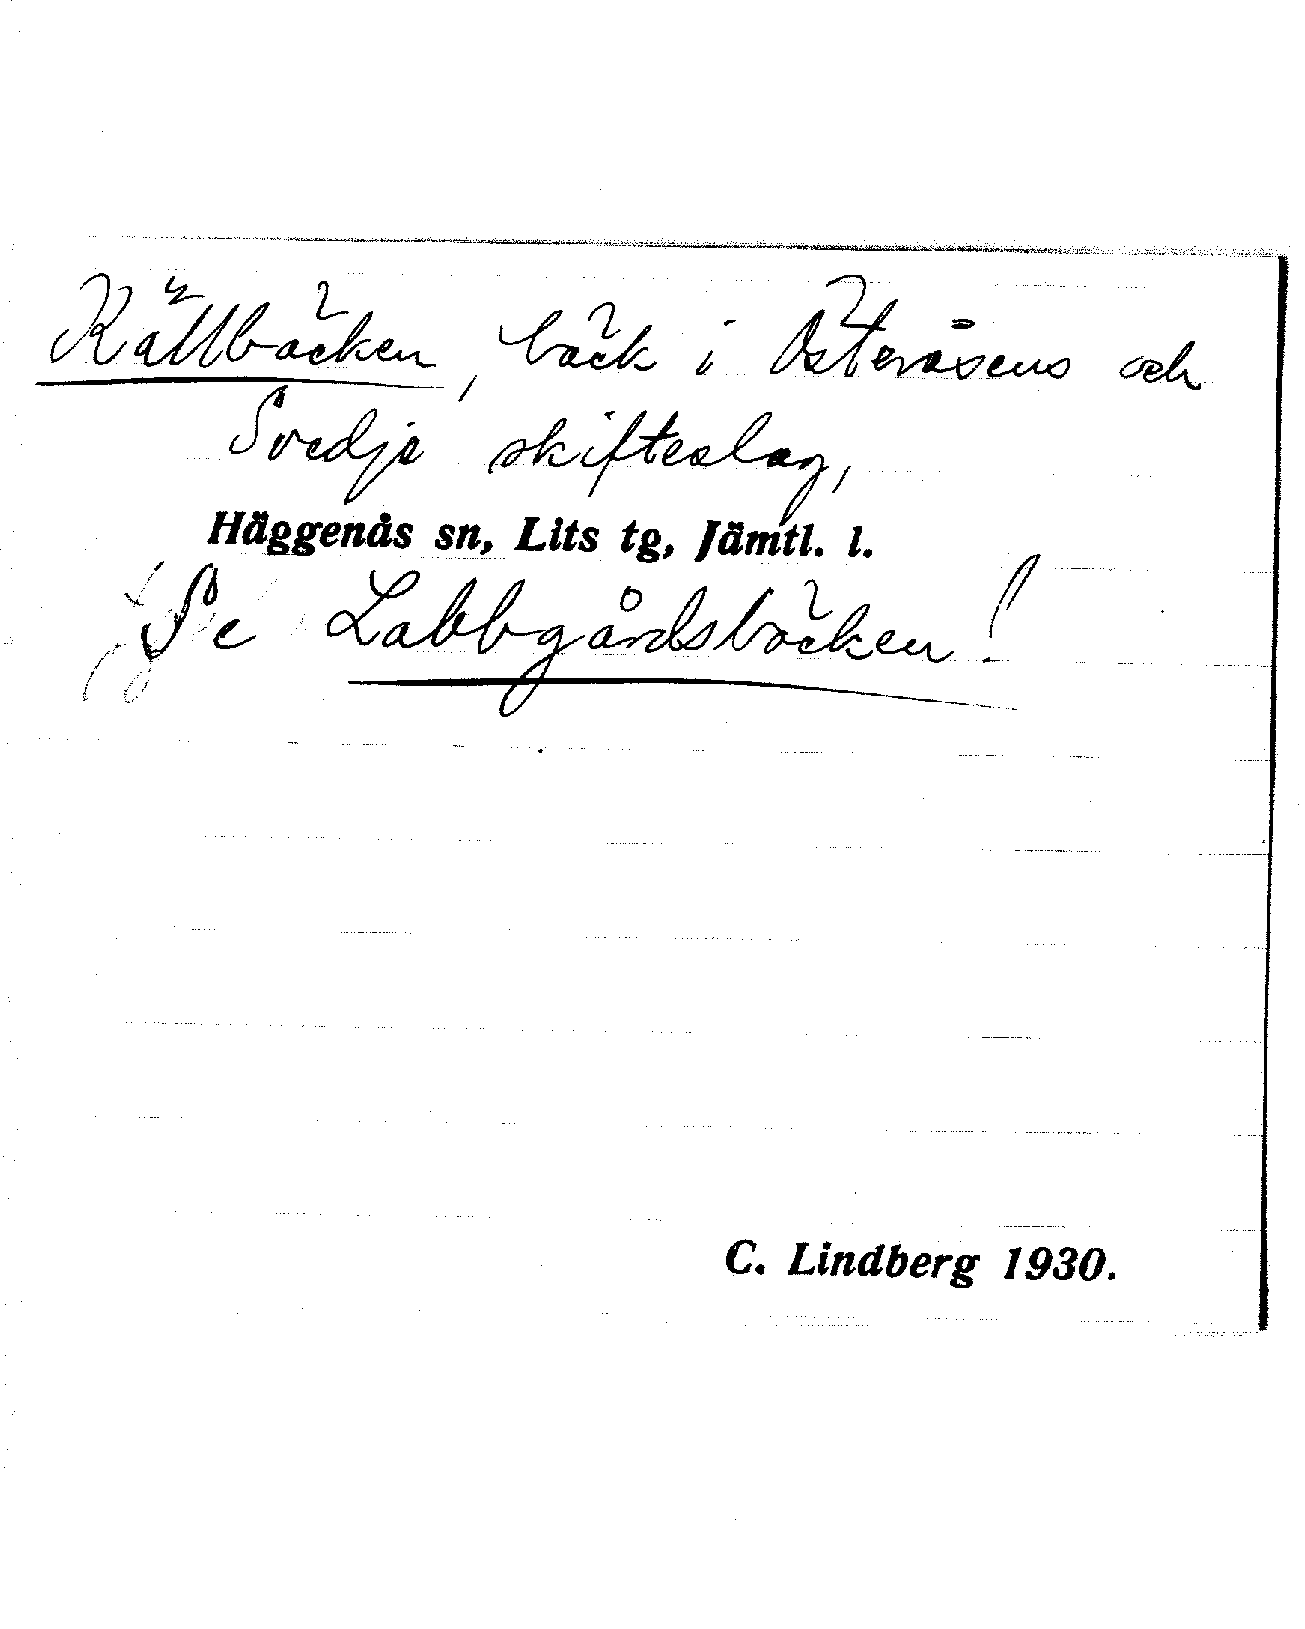 Källbäcken, bäck i Österåsens och
Svedje skifteslag,
Häggenås sn, Lits tg, Jämtl. l.
Se Labbgårdsbäcken!
C. Lindberg 1930.